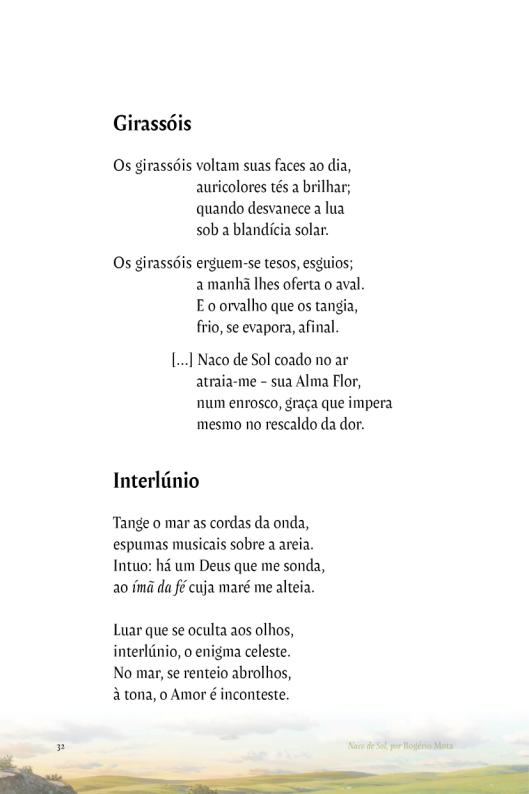 Girassóis
Os girassóis voltam suas faces ao dia,
auricolores tés a brilhar;
quando desvanece a lua
sob a blandícia solar.
Os girassóis erguem-se tesos, esguios;
a manhã lhes oferta o aval.
E o orvalho que os tangia,
frio, se evapora, afinal.
[...] Naco de Sol coado no ar
atraia-me – sua Alma Flor,
num enrosco, graça que impera
mesmo no rescaldo da dor.
Interlúnio
Tange o mar as cordas da onda,
espumas musicais sobre a areia.
Intuo: há um Deus que me sonda,
ao ímã da fé cuja maré me alteia.
Luar que se oculta aos olhos,
interlúnio, o enigma celeste.
No mar, se renteio abrolhos,
à tona, o Amor é inconteste.
32
Naco de Sol, por Rogério Mota